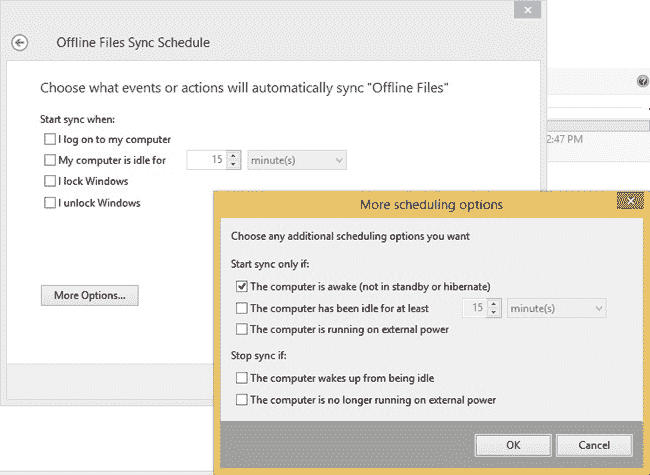 Offline Files Sync Schedule
Choose what events or actions will automatically sync "Offline Files"
Start sync when:
I log on to my computer
My computer is idle for 15 minute(s)
I lock Windows
I unlock Windows
More Options...
2:47 PM
More scheduling options
Choose any additional scheduling options you want
Start sync only if:
The computer is awake (not in standby or hibernate)
The computer has been idle for at least 15 minute(s)
The computer is running on external power
Stop sync if:
The computer wakes up from being idle
The computer is no longer running on external power
OK Cancel